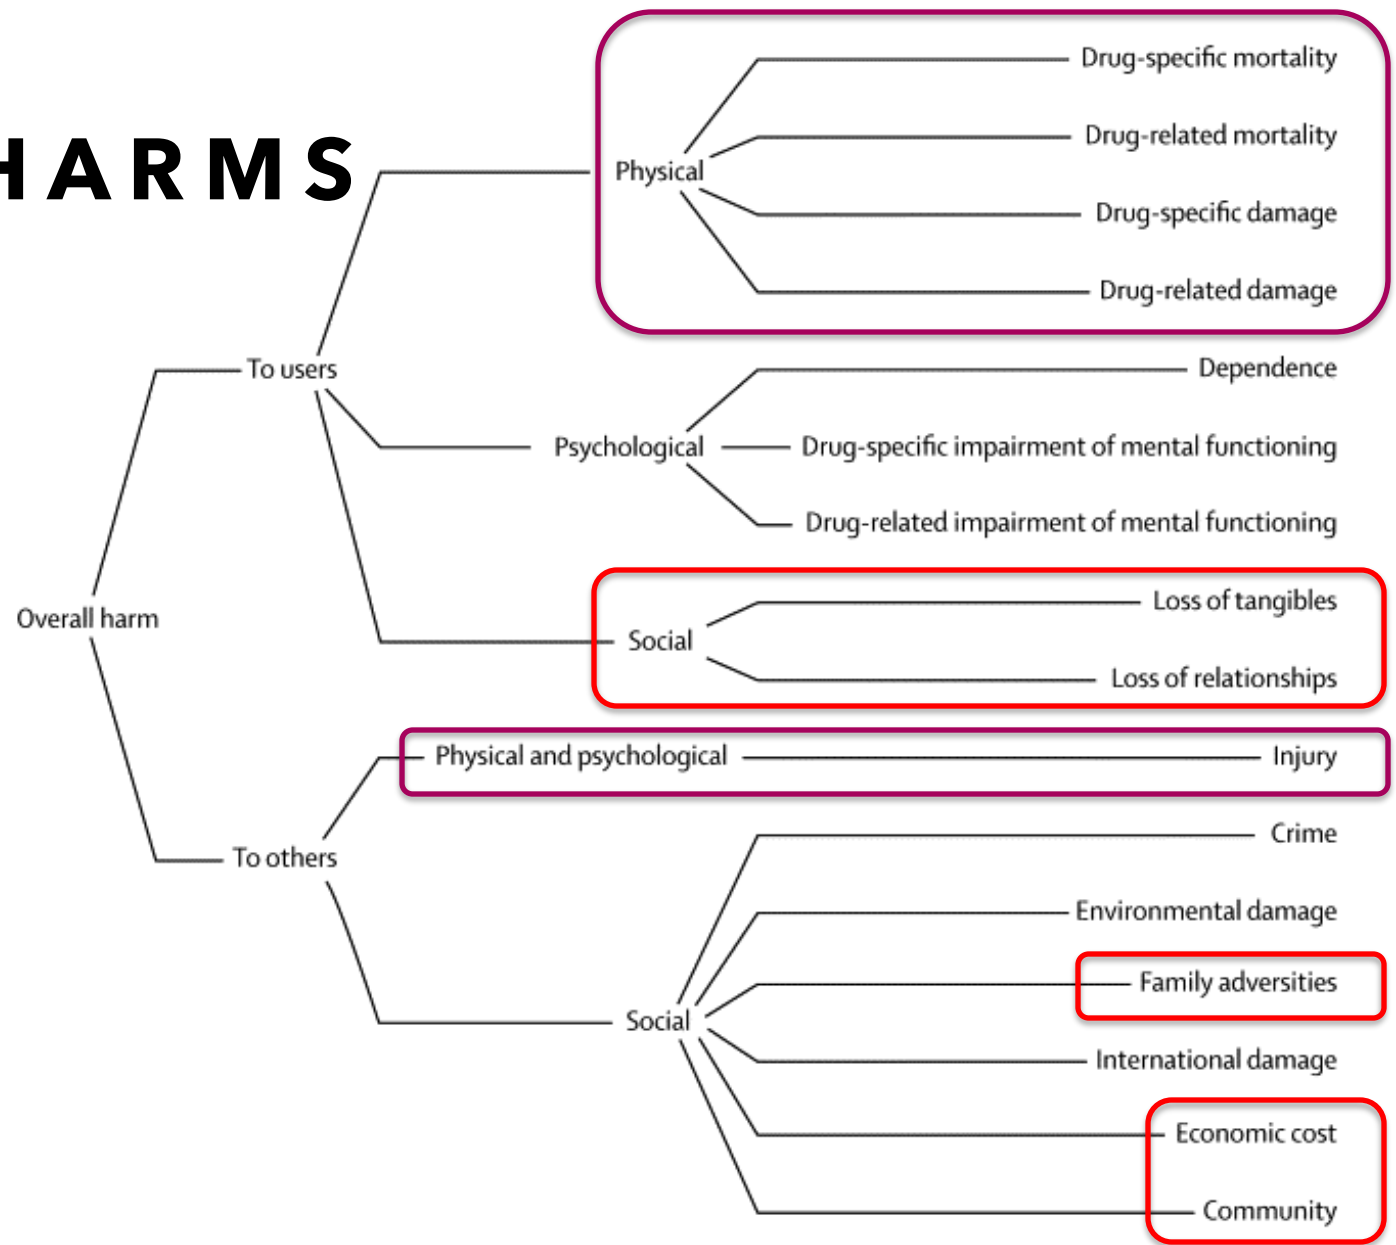 HARMS
Drug-specific mortality
Drug-related mortality
Physical
Drug-specific damage
Drug-related damage
To users
Dependence
Psychological
Drug-specific impairment of mental functioning
Drug-related impairment of mental functioning
Overall harm
Loss of tangibles
Social
Loss of relationships
Physical and psychological
Injury
Crime
To others
Environmental damage
Family adversities
Social
International damage
Economic cost
Community